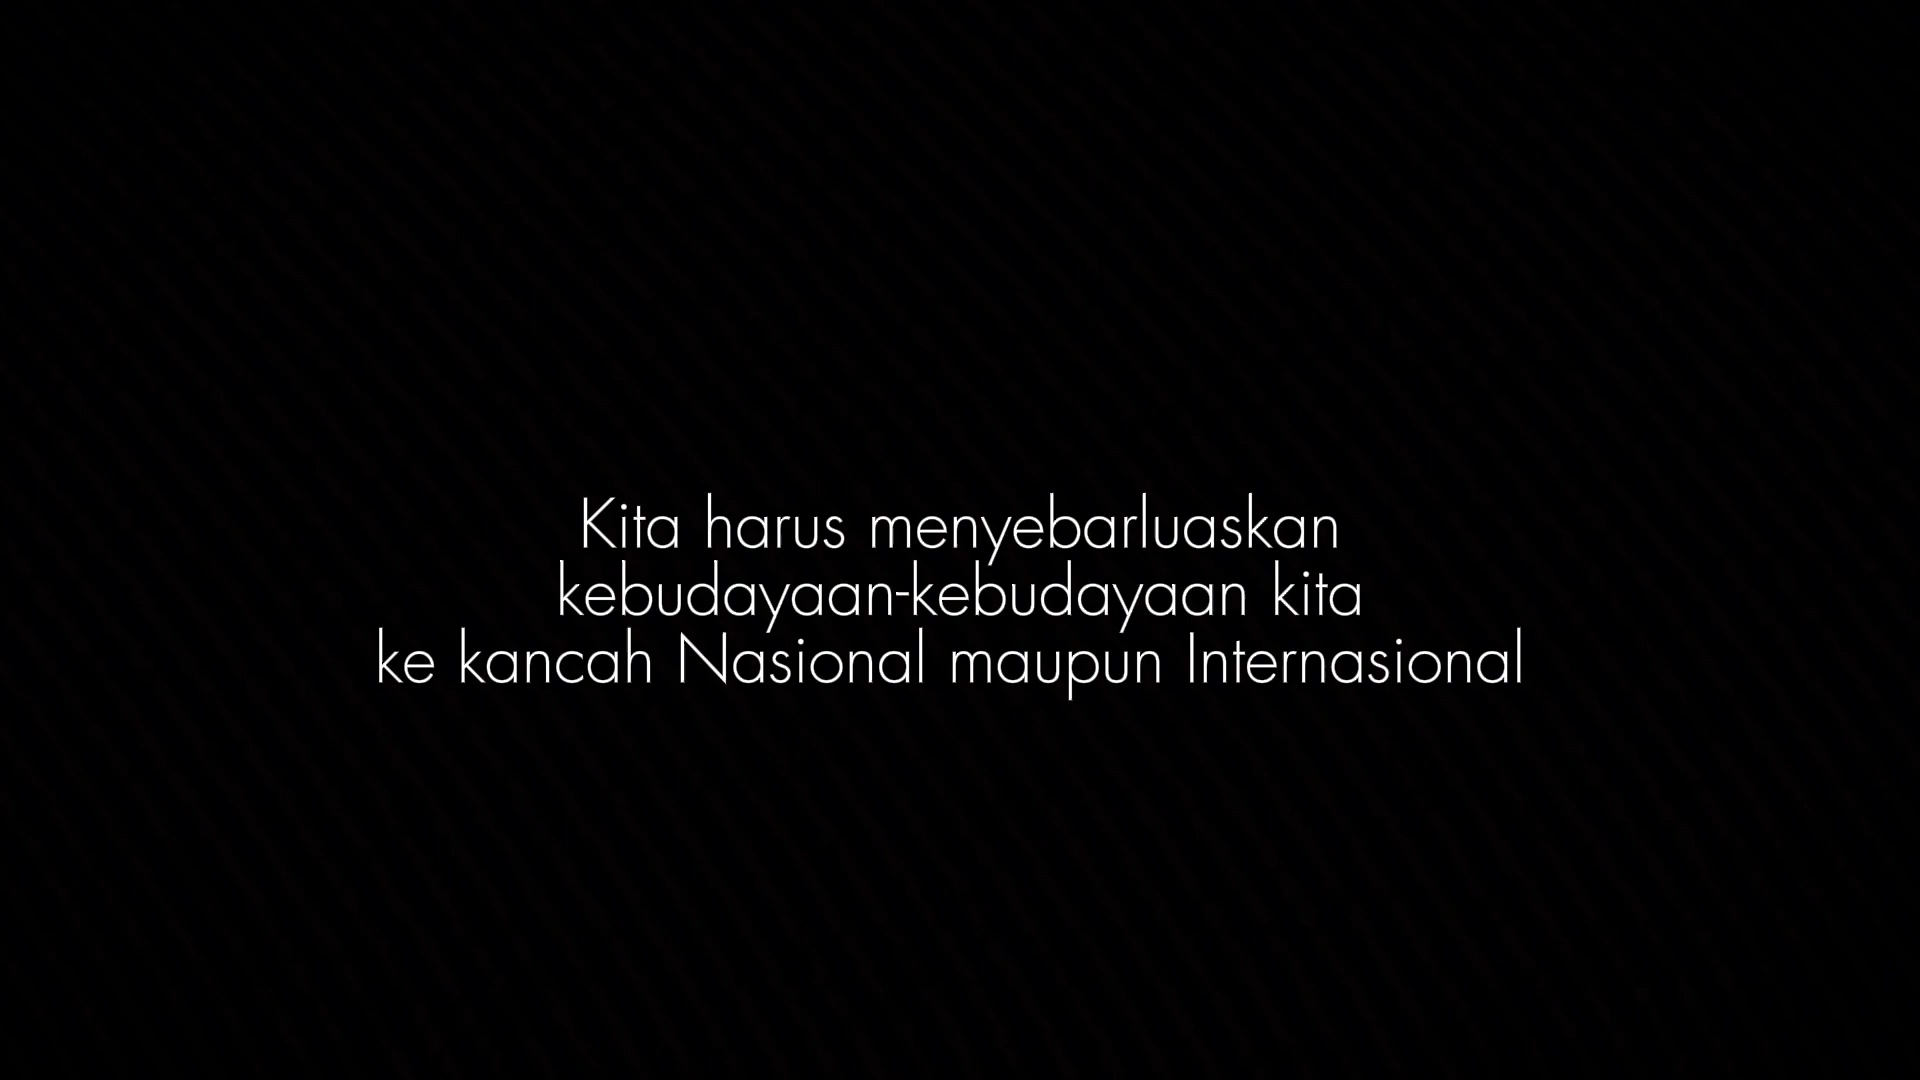 Kita harus menyebarluaskan
kebudayaan-kebudayaan kita
ke kancah Nasional maupun Internasional